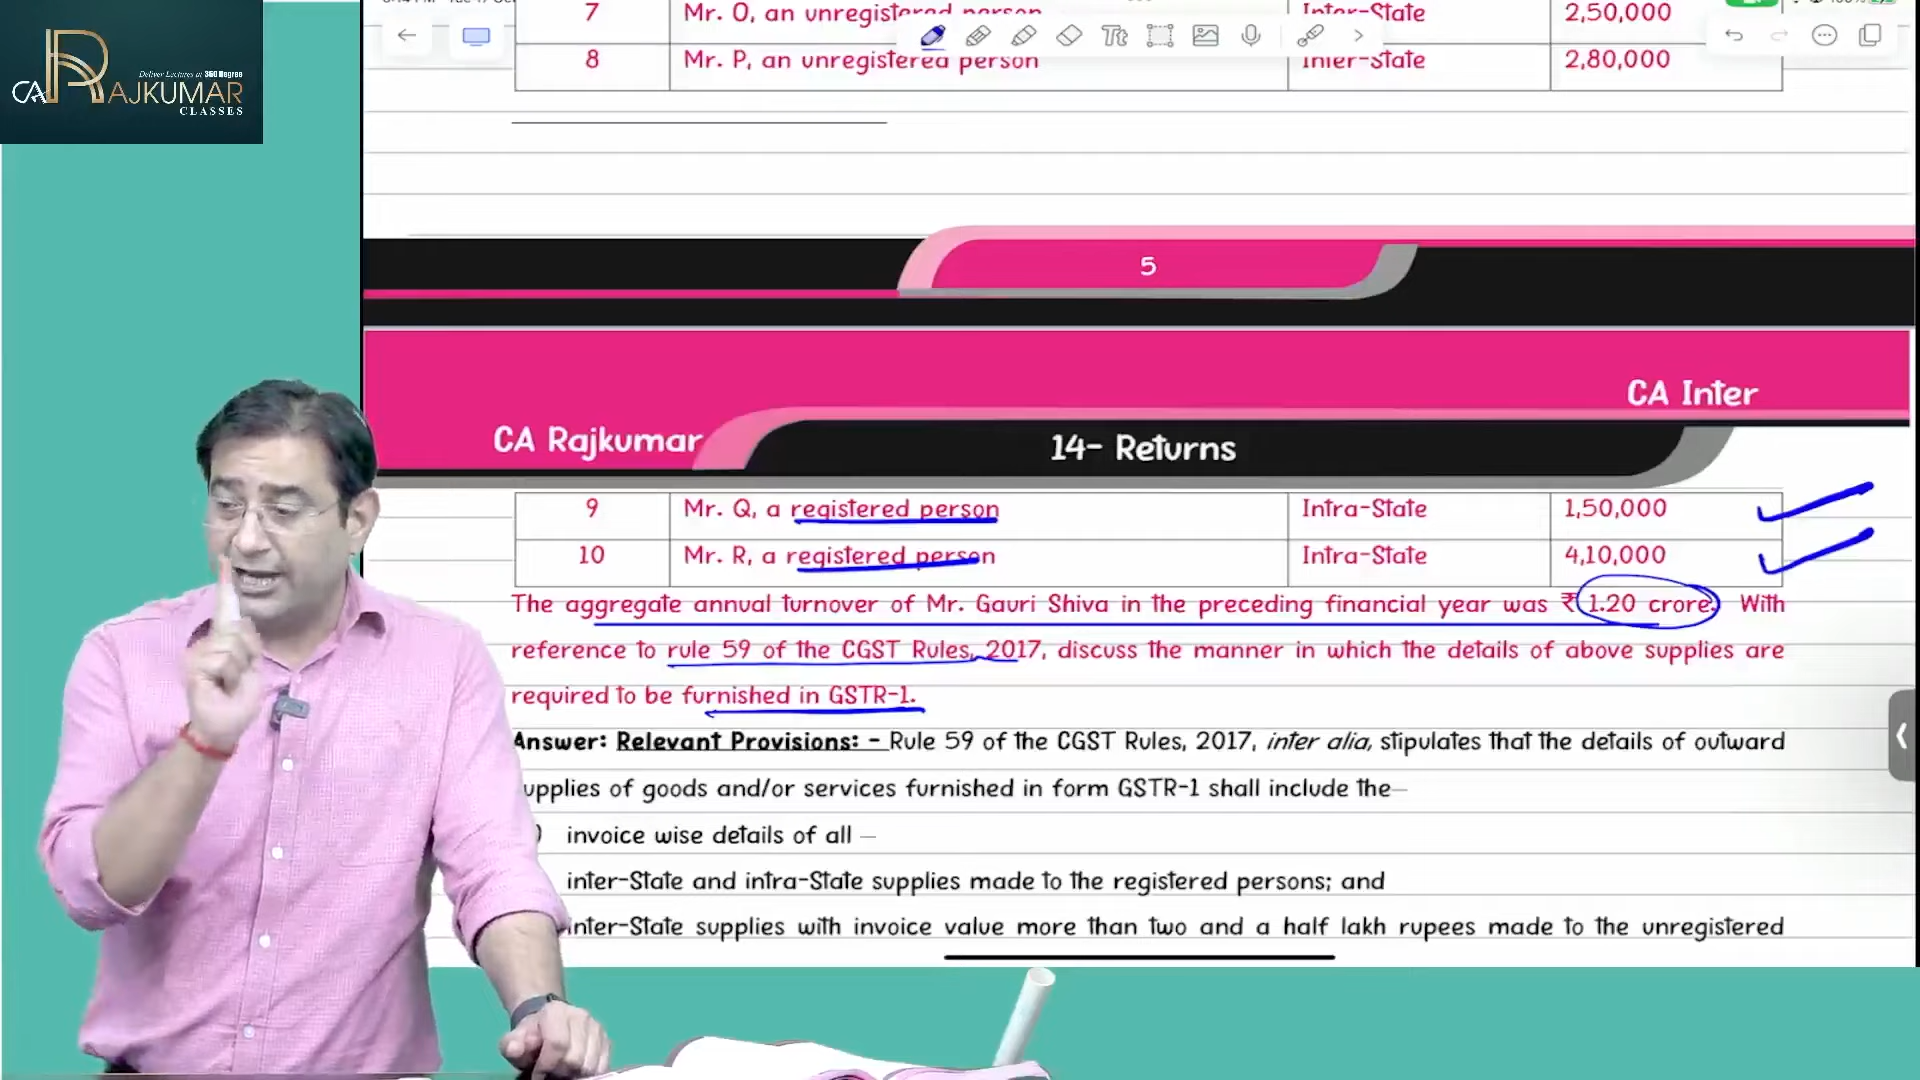 Deliver Lectures at 360 Degree
CA RAJKUMAR
CLASSES
7 Mr. O, an unregistered person Inter-State 2,50,000
8 Mr. P, an unregistered person Inter-State 2,80,000
Tt
5
CA Inter
CA Rajkumar
14- Returns
9 Mr. Q, a registered person Intra-State 1,50,000
10 Mr. R, a registered person Intra-State 4,10,000
The aggregate annual turnover of Mr. Gauri Shiva in the preceding financial year was ₹ 1.20 crore. With
reference to rule 59 of the CGST Rules, 2017, discuss the manner in which the details of above supplies are
required to be furnished in GSTR-1.
Answer: Relevant Provisions: - Rule 59 of the CGST Rules, 2017, inter alia, stipulates that the details of outward
upplies of goods and/or services furnished in form GSTR-1 shall include the—
) invoice wise details of all —
inter-State and intra-State supplies made to the registered persons; and
inter-State supplies with invoice value more than two and a half lakh rupees made to the unregistered